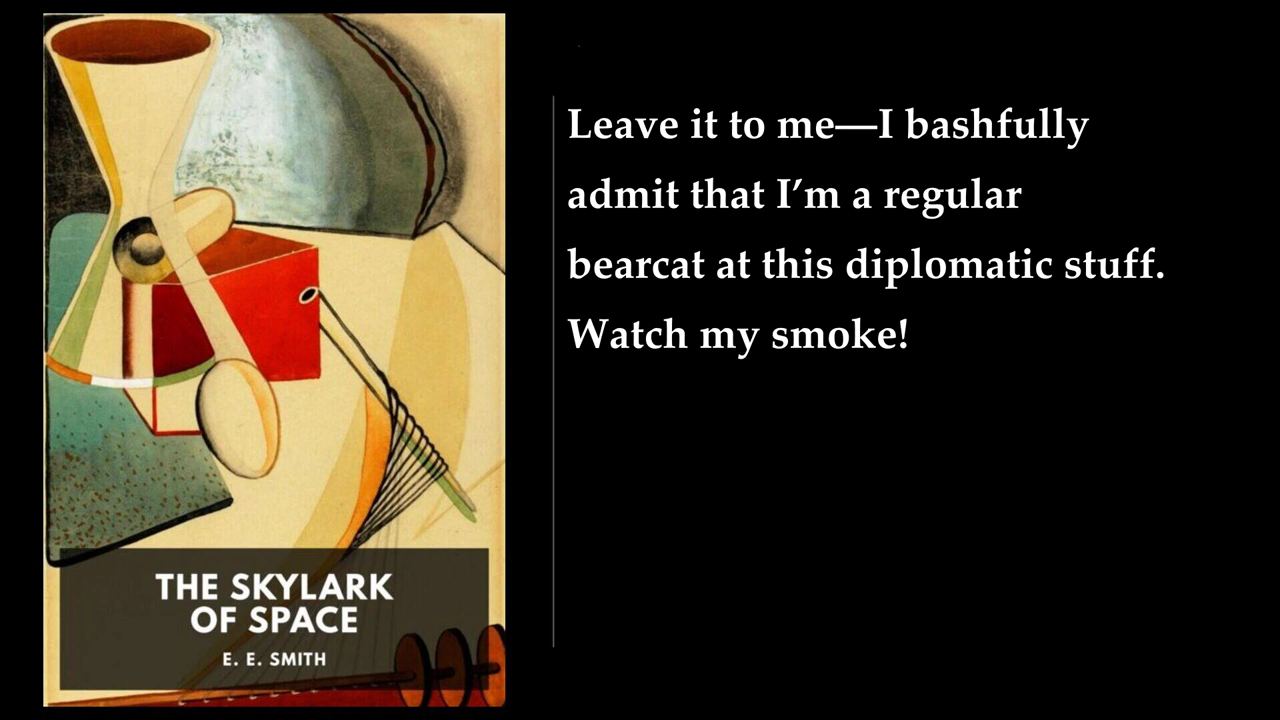 Leave it to me—I bashfully
admit that I’m a regular
bearcat at this diplomatic stuff.
Watch my smoke!
THE SKYLARK
OF SPACE
E. E. SMITH